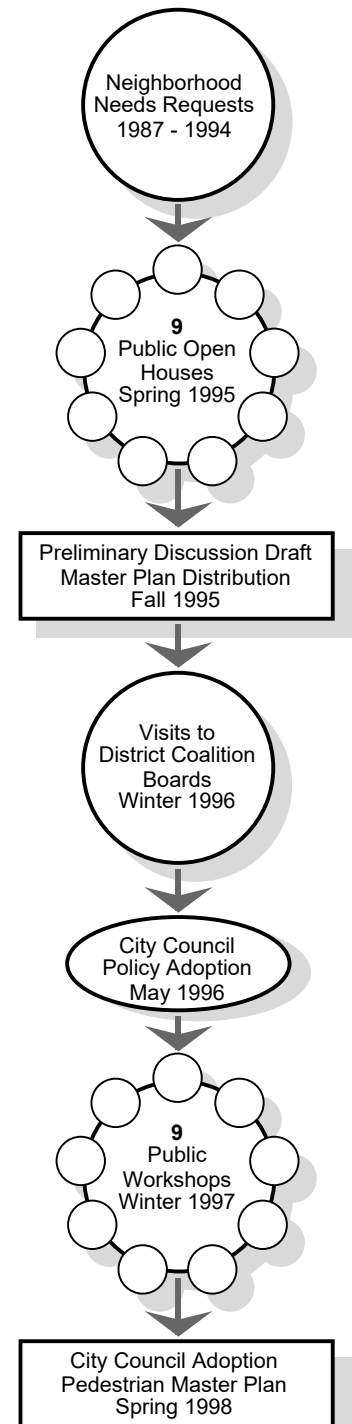 Neighborhood
Needs Requests
1987 - 1994
9
Public Open
Houses
Spring 1995
Preliminary Discussion Draft
Master Plan Distribution
Fall 1995
Visits to
District Coalition
Boards
Winter 1996
City Council
Policy Adoption
May 1996
9
Public
Workshops
Winter 1997
City Council Adoption
Pedestrian Master Plan
Spring 1998